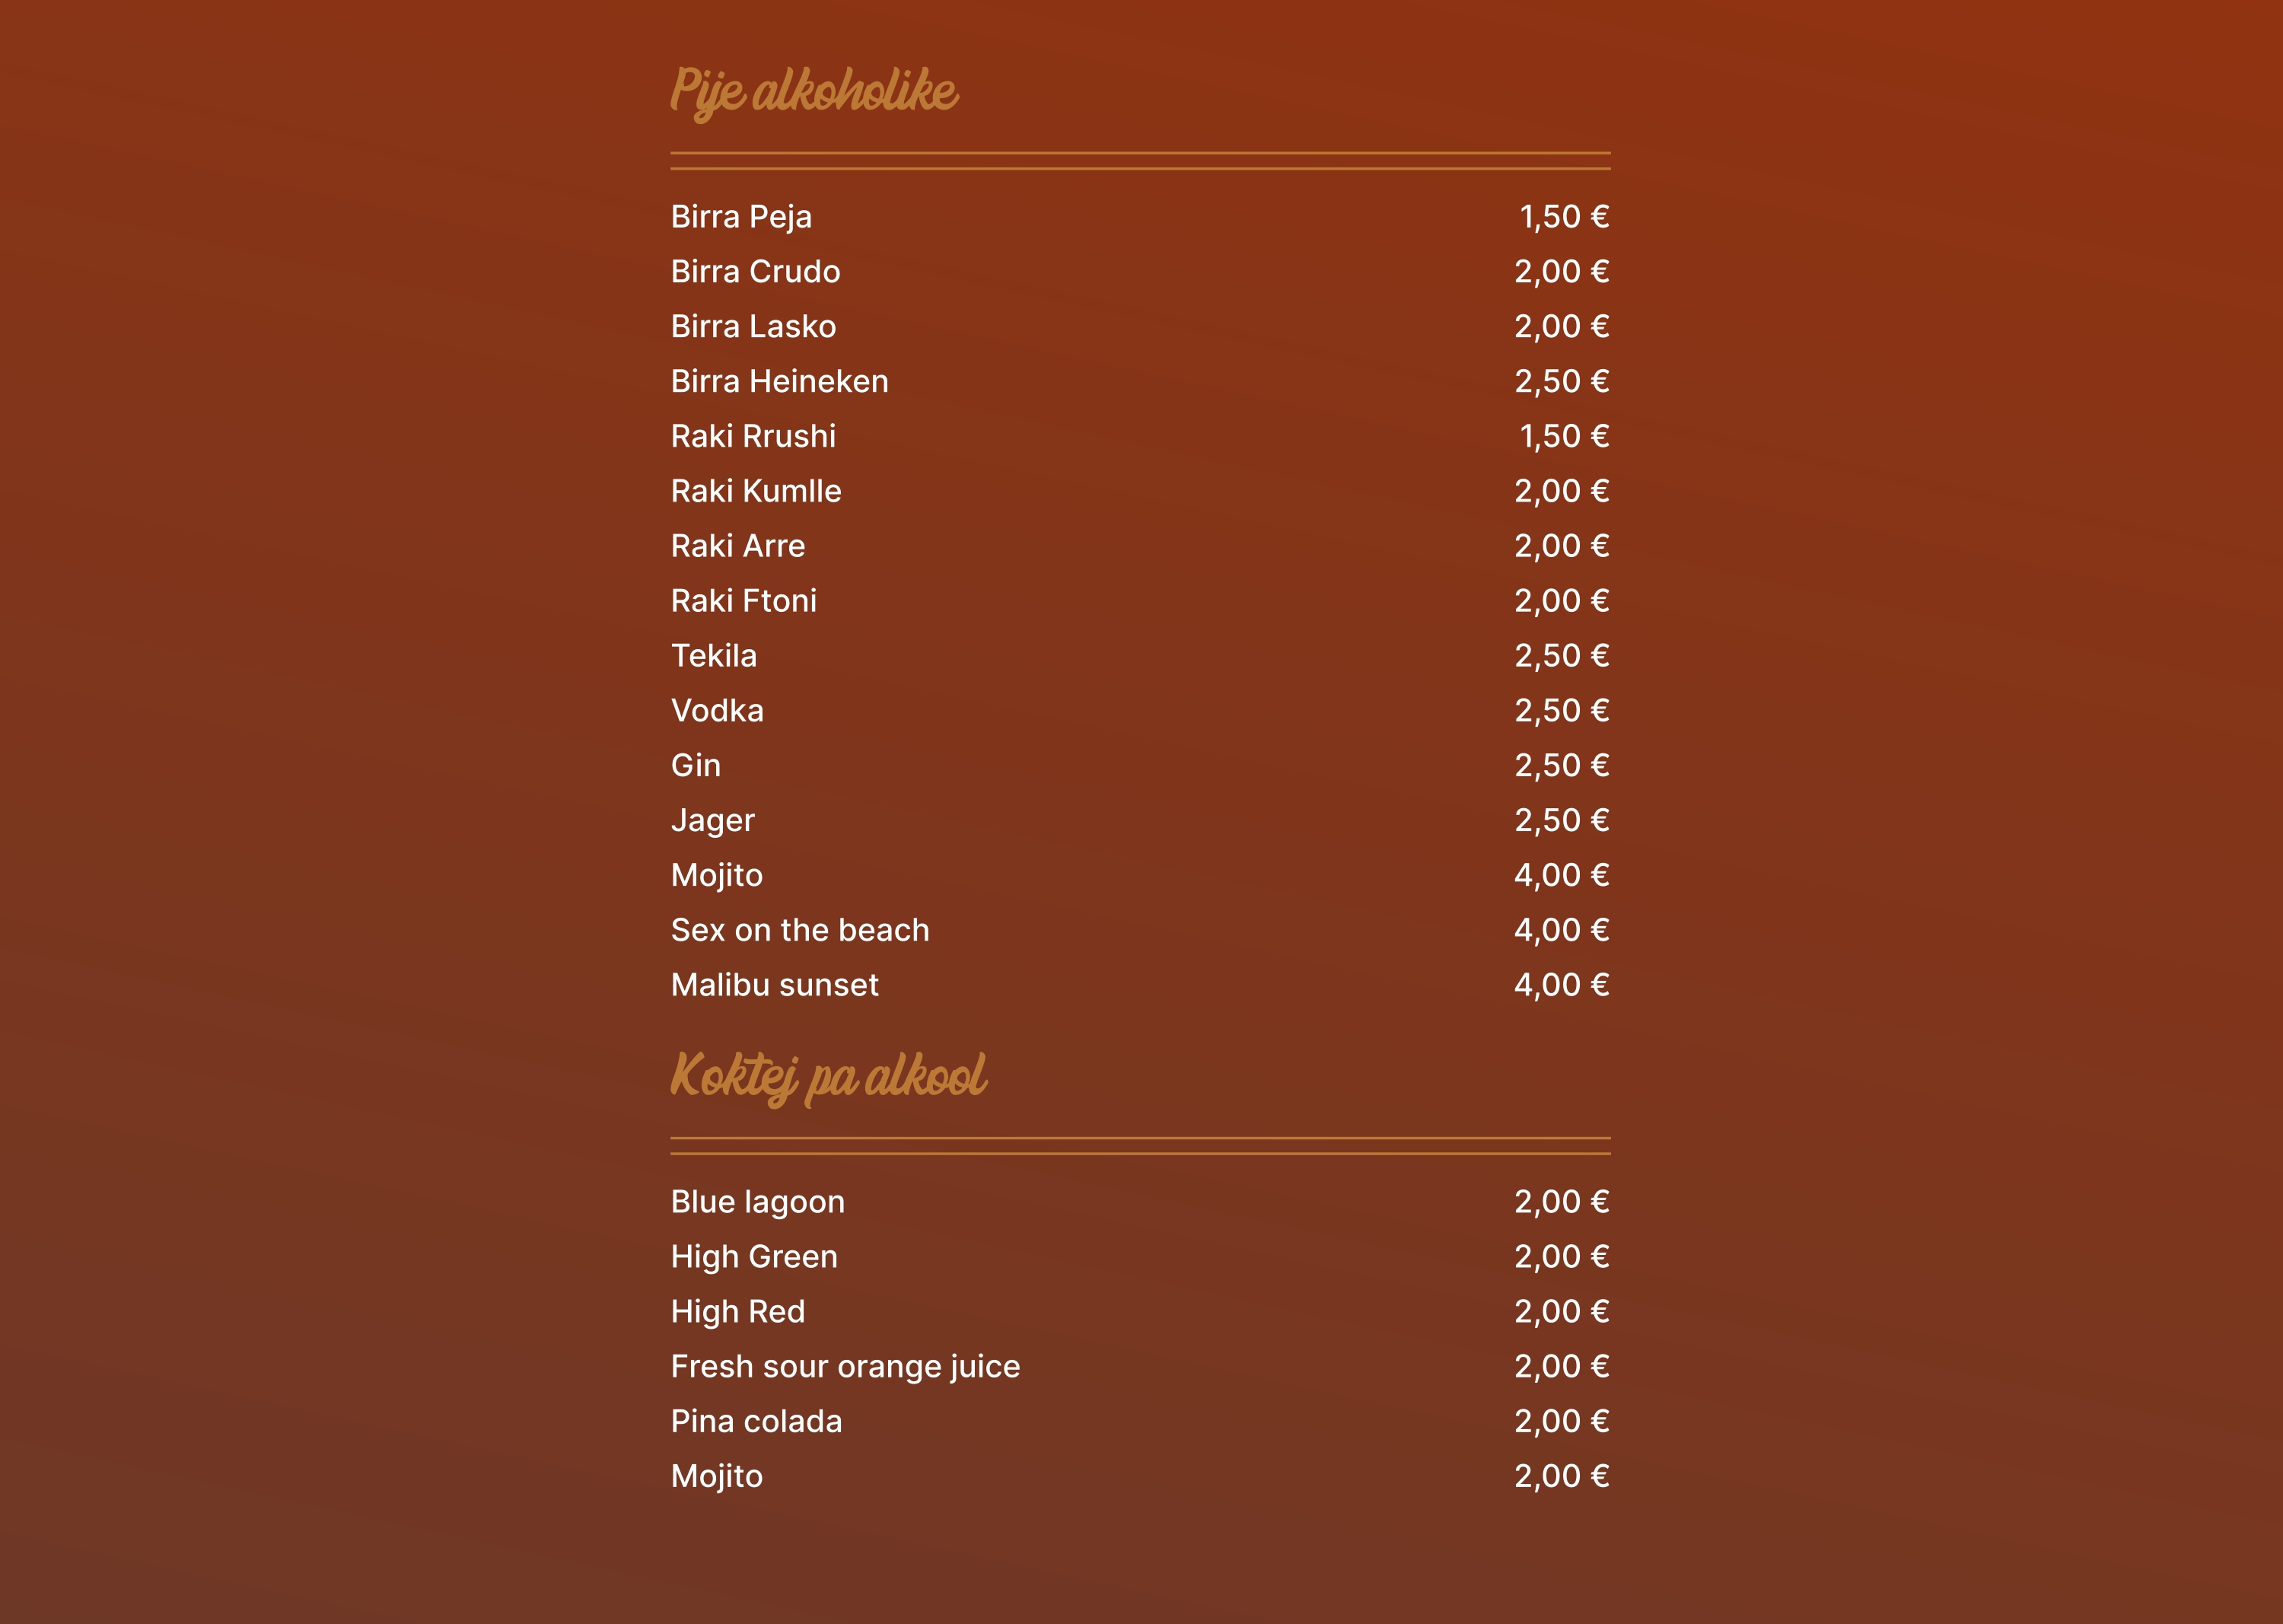 Pije alkoholike
Birra Peja 1,50 €
Birra Crudo 2,00 €
Birra Lasko 2,00 €
Birra Heineken 2,50 €
Raki Rrushi 1,50 €
Raki Kumlle 2,00 €
Raki Arre 2,00 €
Raki Ftoni 2,00 €
Tekila 2,50 €
Vodka 2,50 €
Gin 2,50 €
Jager 2,50 €
Mojito 4,00 €
Sex on the beach 4,00 €
Malibu sunset 4,00 €
Koktej pa alkool
Blue lagoon 2,00 €
High Green 2,00 €
High Red 2,00 €
Fresh sour orange juice 2,00 €
Pina colada 2,00 €
Mojito 2,00 €